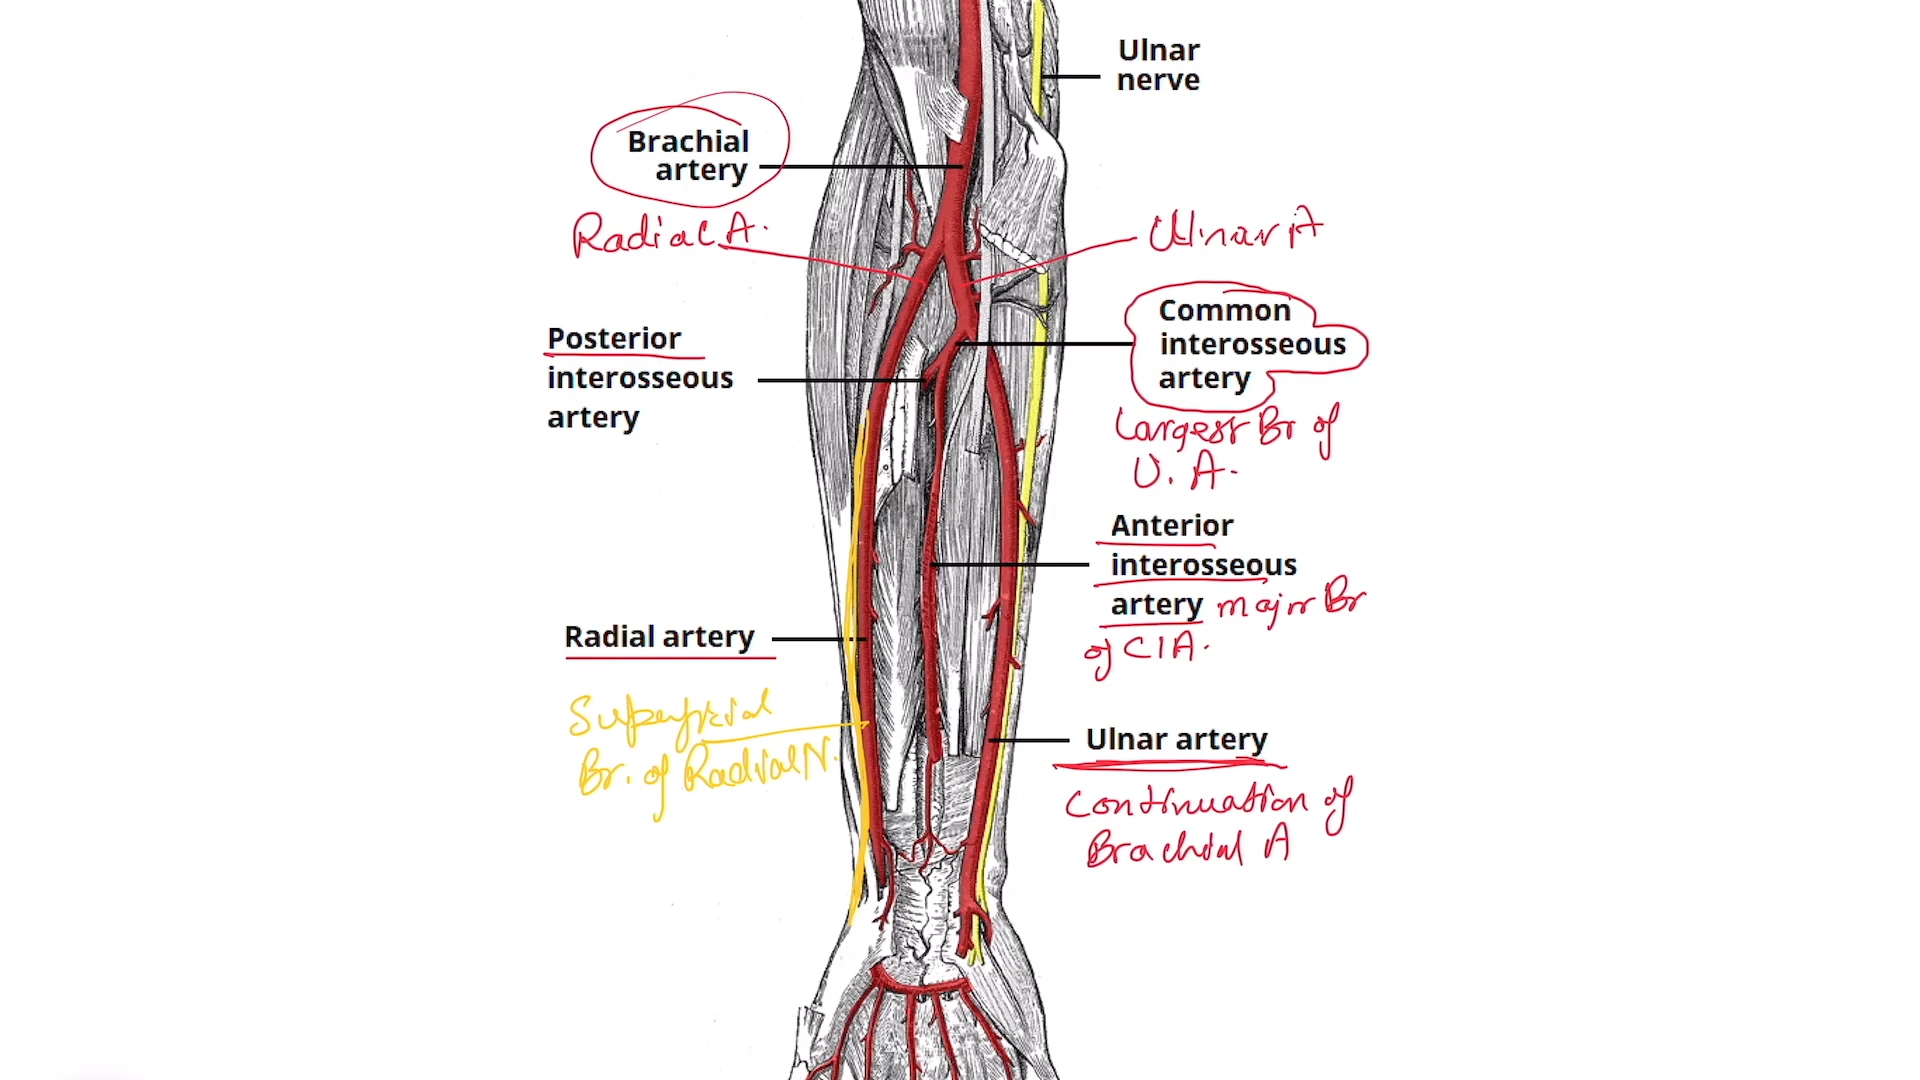 Ulnar
nerve
Brachial
artery
Radial A.
Ulnar A
Common
interosseous
artery
Posterior
interosseous
artery
Largest Br of
U. A.
Anterior
interosseous
artery major Br
of CIA.
Radial artery
Superficial
Br. of Radial N.
Ulnar artery
Continuation of
Brachial A